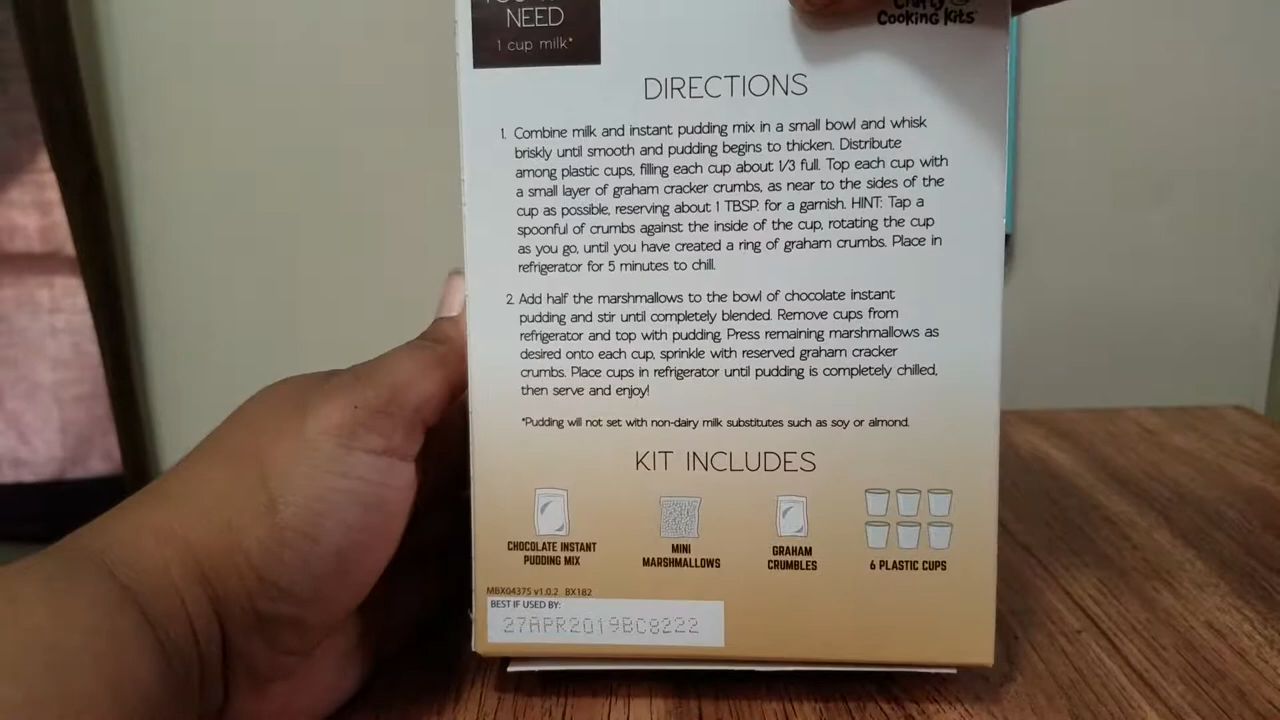 NEED
1 cup milk*
Crafty
Cooking Kits
DIRECTIONS
1. Combine milk and instant pudding mix in a small bowl and whisk
briskly until smooth and pudding begins to thicken. Distribute
among plastic cups, filling each cup about 1/3 full. Top each cup with
a small layer of graham cracker crumbs, as near to the sides of the
cup as possible, reserving about 1 TBSP. for a garnish. HINT: Tap a
spoonful of crumbs against the inside of the cup, rotating the cup
as you go, until you have created a ring of graham crumbs. Place in
refrigerator for 5 minutes to chill.
2. Add half the marshmallows to the bowl of chocolate instant
pudding and stir until completely blended. Remove cups from
refrigerator and top with pudding. Press remaining marshmallows as
desired onto each cup, sprinkle with reserved graham cracker
crumbs. Place cups in refrigerator until pudding is completely chilled,
then serve and enjoy!
*Pudding will not set with non-dairy milk substitutes such as soy or almond.
KIT INCLUDES
CHOCOLATE INSTANT
PUDDING MIX
MINI
MARSHMALLOWS
GRAHAM
CRUMBLES
6 PLASTIC CUPS
MBX04375 v1.0.2 BX182
BEST IF USED BY:
27APR2019BC8222